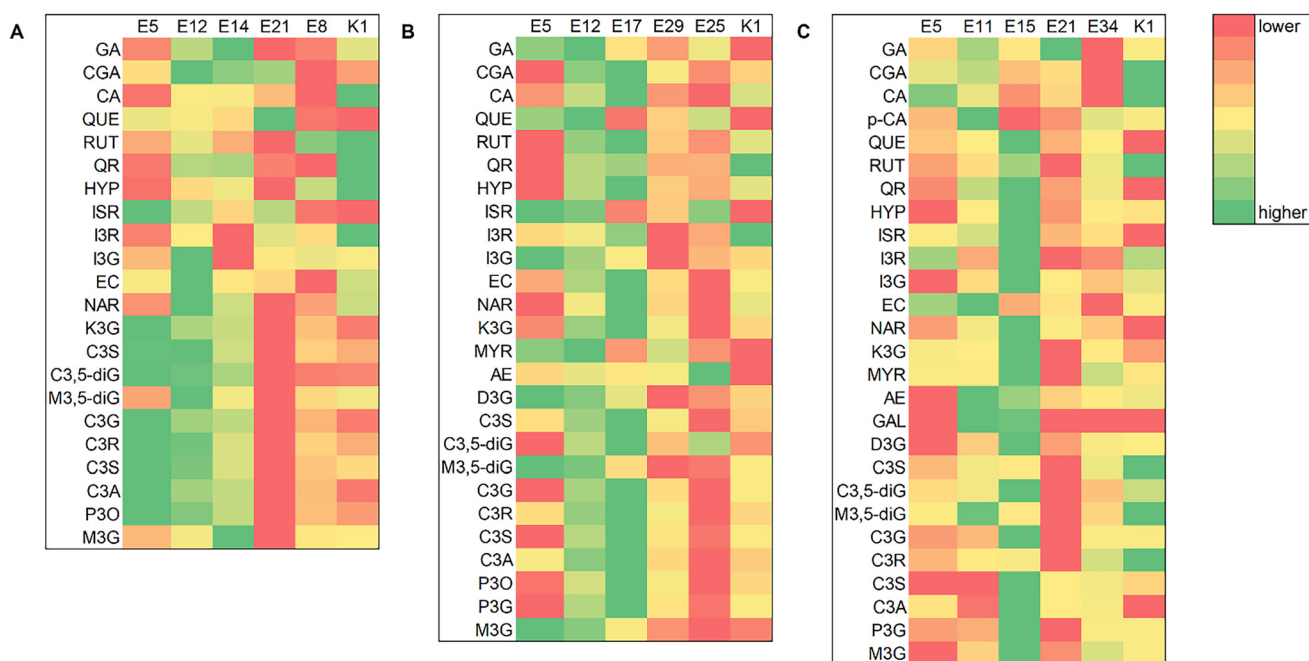 A
E5 E12 E14 E21 E8 K1
GA
CGA
CA
QUE
RUT
QR
HYP
ISR
I3R
I3G
EC
NAR
K3G
C3S
C3,5-diG
M3,5-diG
C3G
C3R
C3S
C3A
P3O
M3G
B
E5 E12 E17 E29 E25 K1
GA
CGA
CA
QUE
RUT
QR
HYP
ISR
I3R
I3G
EC
NAR
K3G
MYR
AE
D3G
C3S
C3,5-diG
M3,5-diG
C3G
C3R
C3S
C3A
P3O
P3G
M3G
C
E5 E11 E15 E21 E34 K1
GA
CGA
CA
p-CA
QUE
RUT
QR
HYP
ISR
I3R
I3G
EC
NAR
K3G
MYR
AE
GAL
D3G
C3S
C3,5-diG
M3,5-diG
C3G
C3R
C3S
C3A
P3G
M3G
lower
higher